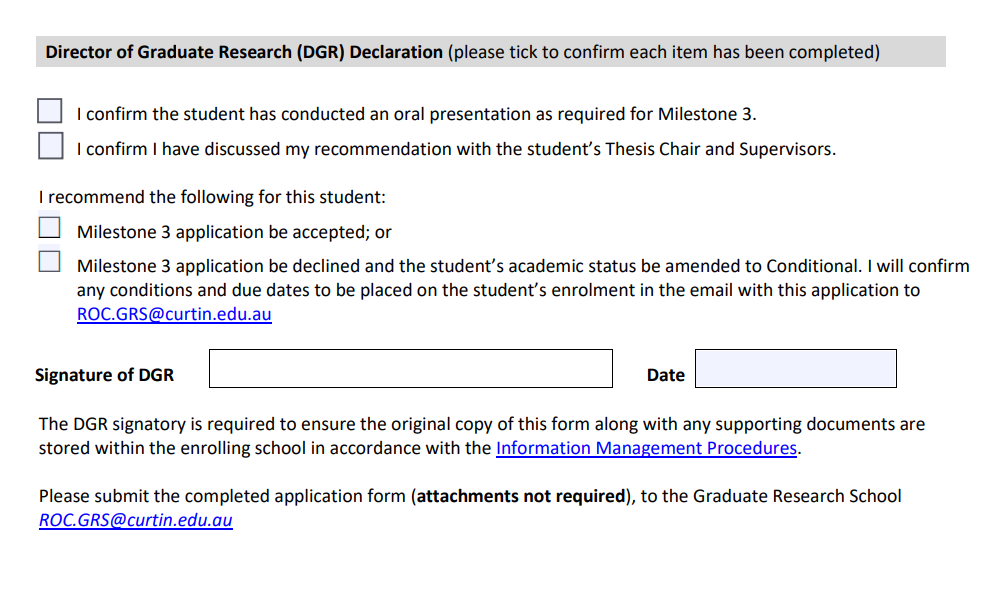 Director of Graduate Research (DGR) Declaration (please tick to confirm each item has been completed)
I confirm the student has conducted an oral presentation as required for Milestone 3.
I confirm I have discussed my recommendation with the student’s Thesis Chair and Supervisors.
I recommend the following for this student:
Milestone 3 application be accepted; or
Milestone 3 application be declined and the student’s academic status be amended to Conditional. I will confirm
any conditions and due dates to be placed on the student’s enrolment in the email with this application to
ROC.GRS@curtin.edu.au
Signature of DGR Date
The DGR signatory is required to ensure the original copy of this form along with any supporting documents are
stored within the enrolling school in accordance with the Information Management Procedures.
Please submit the completed application form (attachments not required), to the Graduate Research School
ROC.GRS@curtin.edu.au